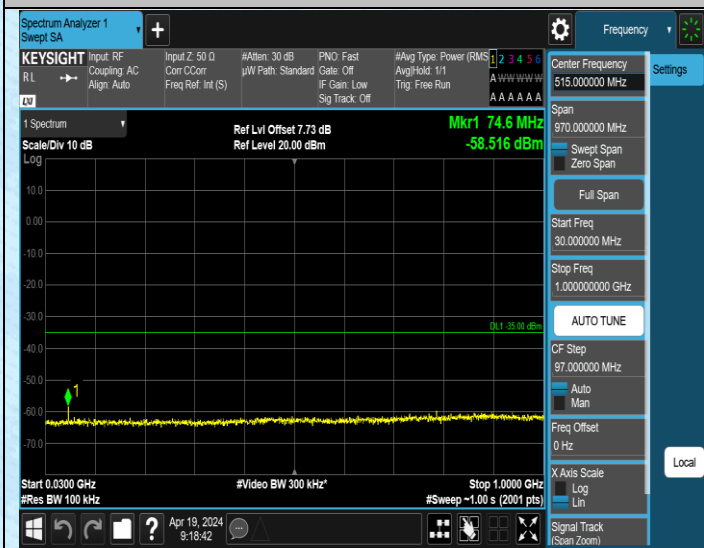 Spectrum Analyzer 1
Swept SA
Frequency
KEYSIGHT
R L
LXI
Input: RF
Coupling: AC
Align: Auto
Input Z: 50 Ω
Corr CCorr
Freq Ref: Int (S)
#Atten: 30 dB
µW Path: Standard
PNO: Fast
Gate: Off
IF Gain: Low
Sig Track: Off
#Avg Type: Power (RMS
Avg|Hold: 1/1
Trig: Free Run
1 2 3 4 5 6
A W W W W W
A A A A A A
1 Spectrum
Scale/Div 10 dB
Log
Ref Lvl Offset 7.73 dB
Ref Level 20.00 dBm
Mkr1 74.6 MHz
-58.516 dBm
10.0
0.00
-10.0
-20.0
-30.0
DL1 -35.00 dBm
-40.0
-50.0
1
-60.0
-70.0
Start 0.0300 GHz
#Res BW 100 kHz
#Video BW 300 kHz*
Stop 1.0000 GHz
#Sweep ~1.00 s (2001 pts)
Apr 19, 2024
9:18:42
Center Frequency
515.000000 MHz
Settings
Span
970.000000 MHz
Swept Span
Zero Span
Full Span
Start Freq
30.000000 MHz
Stop Freq
1.000000000 GHz
AUTO TUNE
CF Step
97.000000 MHz
Auto
Man
Freq Offset
0 Hz
X Axis Scale
Log
Lin
Local
Signal Track
(Span Zoom)